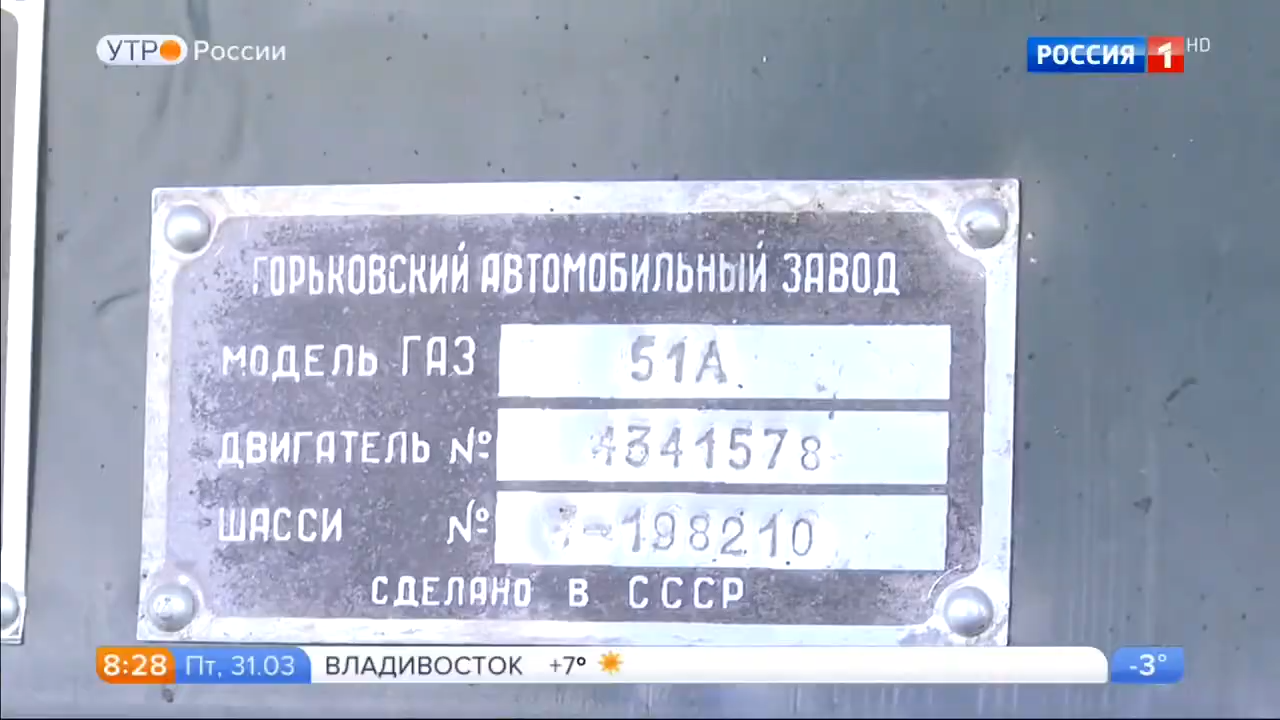 УТРО России
РОССИЯ 1 HD
ГОРЬКОВСКИЙ АВТОМОБИЛЬНЫЙ ЗАВОД
МОДЕЛЬ ГАЗ 51А
ДВИГАТЕЛЬ № 4341578
ШАССИ № 7-198210
СДЕЛАНО В СССР
8:28 Пт, 31.03 ВЛАДИВОСТОК +7° -3°